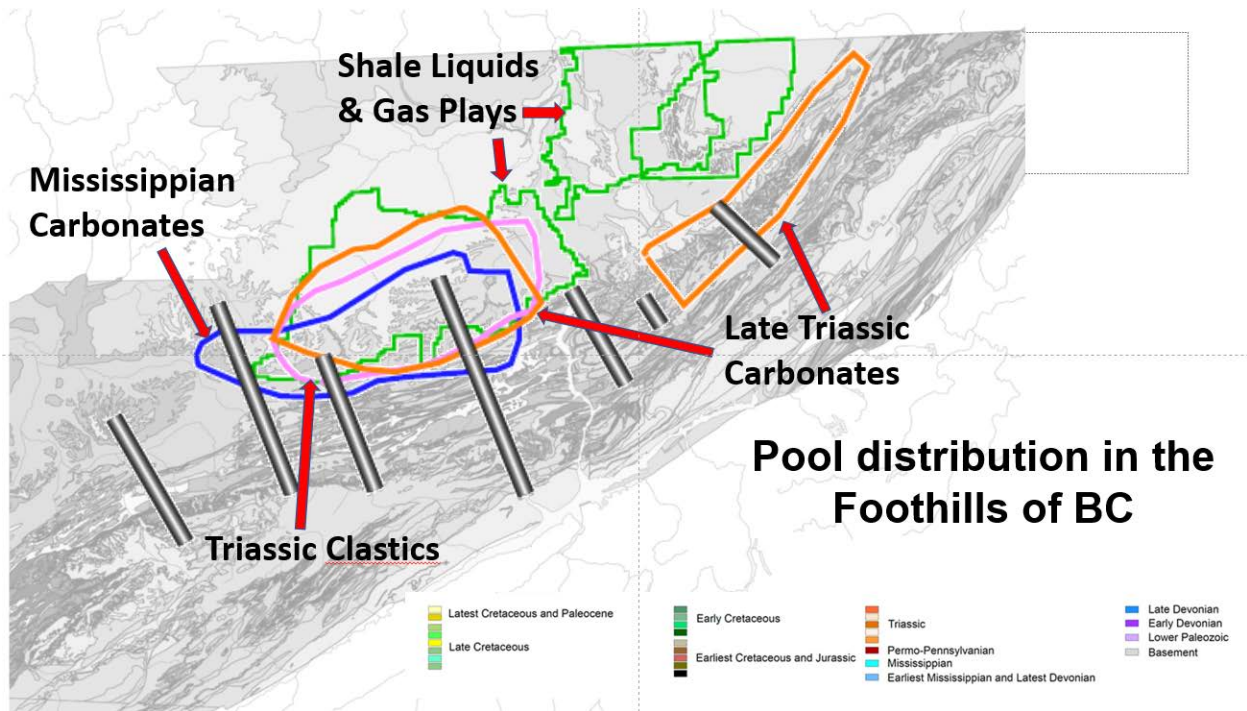 Shale Liquids
& Gas Plays
Mississippian
Carbonates
Late Triassic
Carbonates
Pool distribution in the
Foothills of BC
Triassic Clastics
Latest Cretaceous and Paleocene
Late Cretaceous
Early Cretaceous
Earliest Cretaceous and Jurassic
Triassic
Permo-Pennsylvanian
Mississippian
Earliest Mississippian and Latest Devonian
Late Devonian
Early Devonian
Lower Paleozoic
Basement